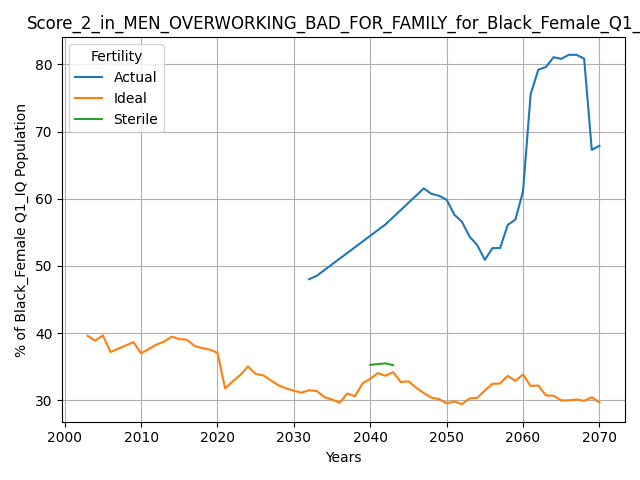 Score_2_in_MEN_OVERWORKING_BAD_FOR_FAMILY_for_Black_Female_Q1_
Fertility
Actual
Ideal
Sterile
% of Black_Female Q1_IQ Population
80
70
60
50
40
30
2000 2010 2020 2030 2040 2050 2060 2070
Years